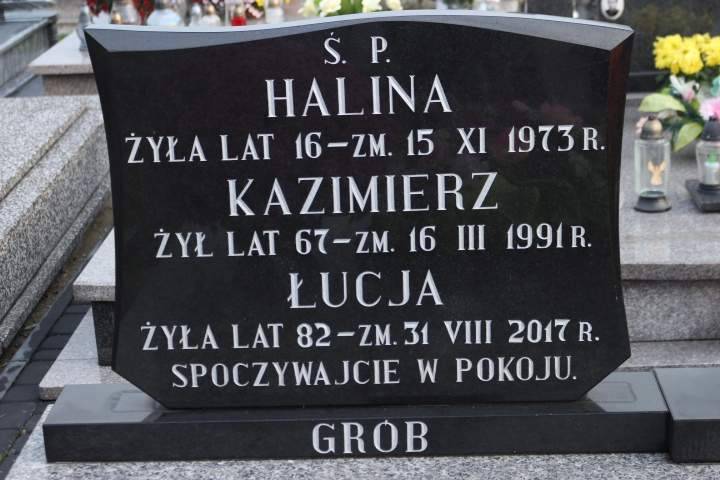 Ś. P.
HALINA
ŻYŁA LAT 16-ZM. 15 XI 1973 R.
KAZIMIERZ
ŻYŁ LAT 67-ZM. 16 III 1991 R.
ŁUCJA
ŻYŁA LAT 82-ZM. 31 VIII 2017 R.
SPOCZYWAJCIE W POKOJU.
GRÓB